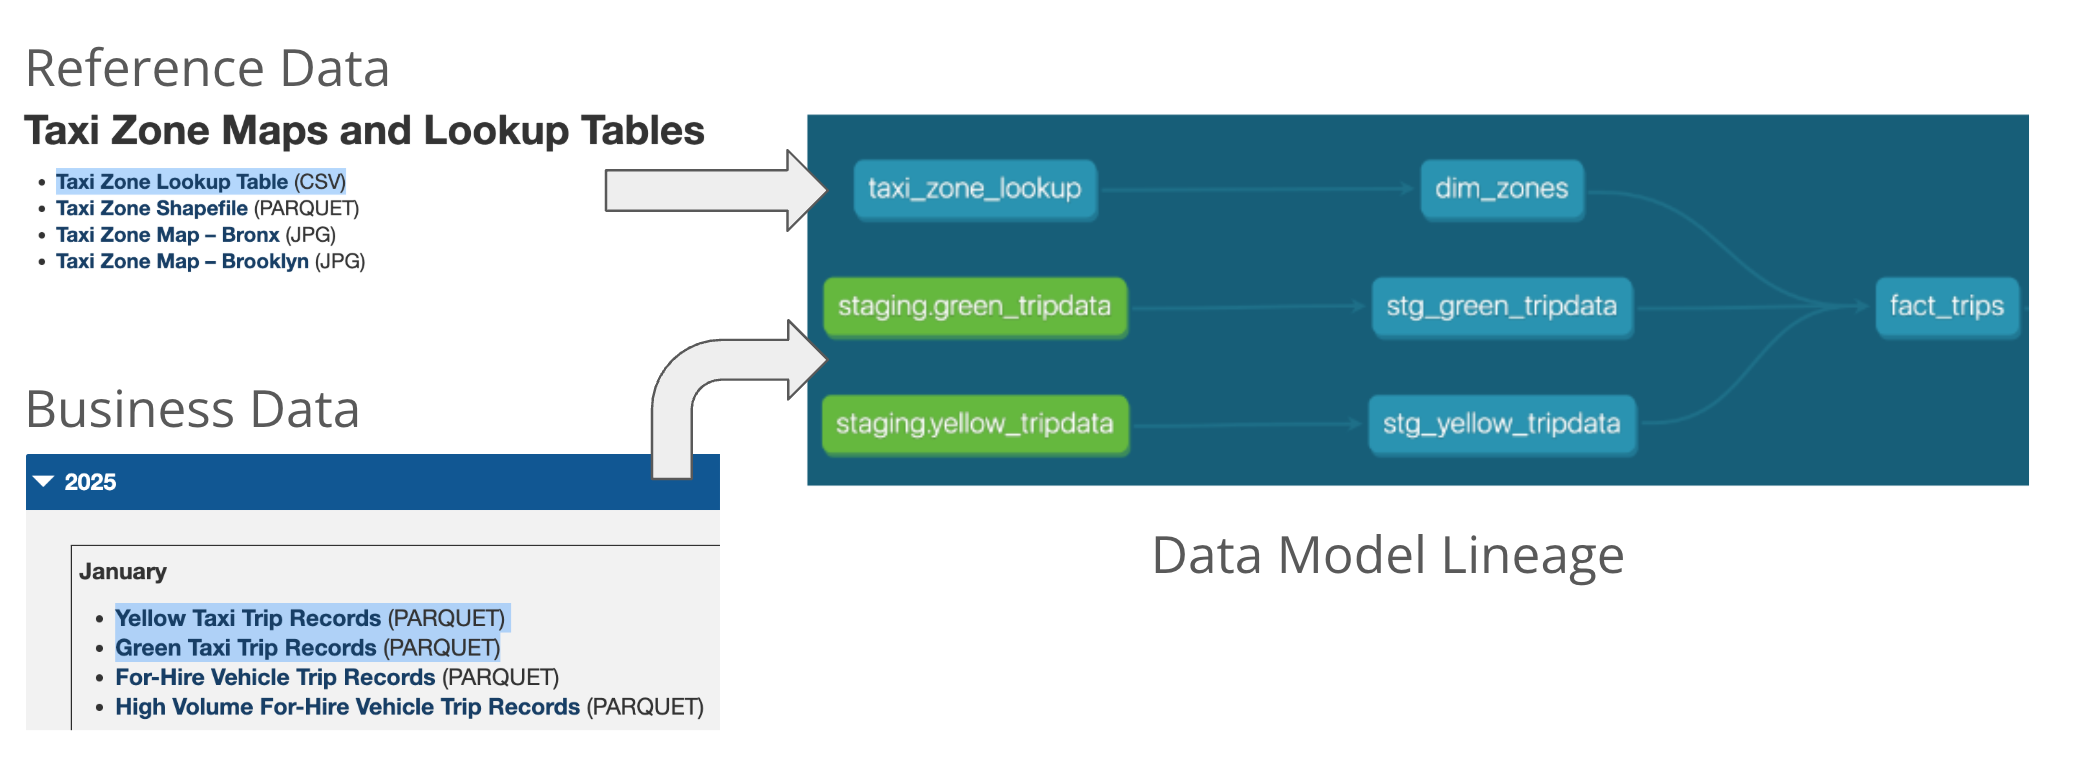 Reference Data
Taxi Zone Maps and Lookup Tables
Taxi Zone Lookup Table (CSV)
Taxi Zone Shapefile (PARQUET)
Taxi Zone Map – Bronx (JPG)
Taxi Zone Map – Brooklyn (JPG)
Business Data
2025
January
Yellow Taxi Trip Records (PARQUET)
Green Taxi Trip Records (PARQUET)
For-Hire Vehicle Trip Records (PARQUET)
High Volume For-Hire Vehicle Trip Records (PARQUET)
taxi_zone_lookup
dim_zones
staging.green_tripdata
stg_green_tripdata
fact_trips
staging.yellow_tripdata
stg_yellow_tripdata
Data Model Lineage